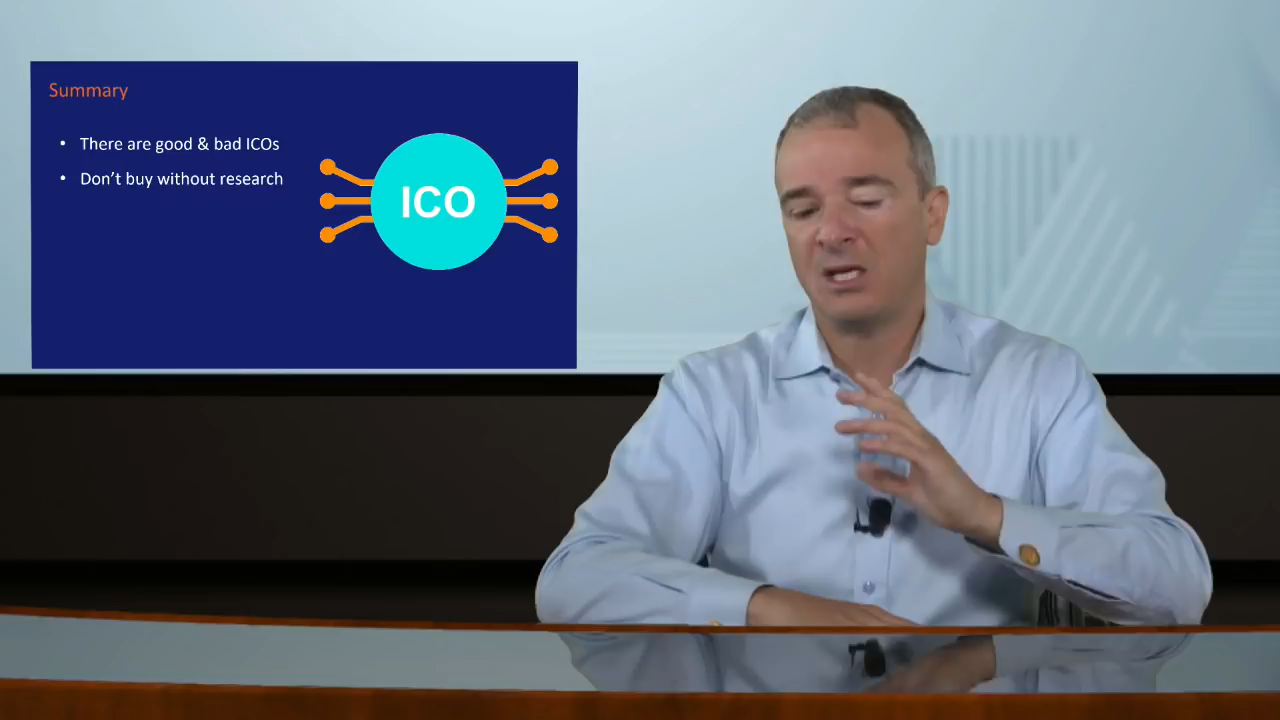 Summary
• There are good & bad ICOs
• Don’t buy without research
ICO